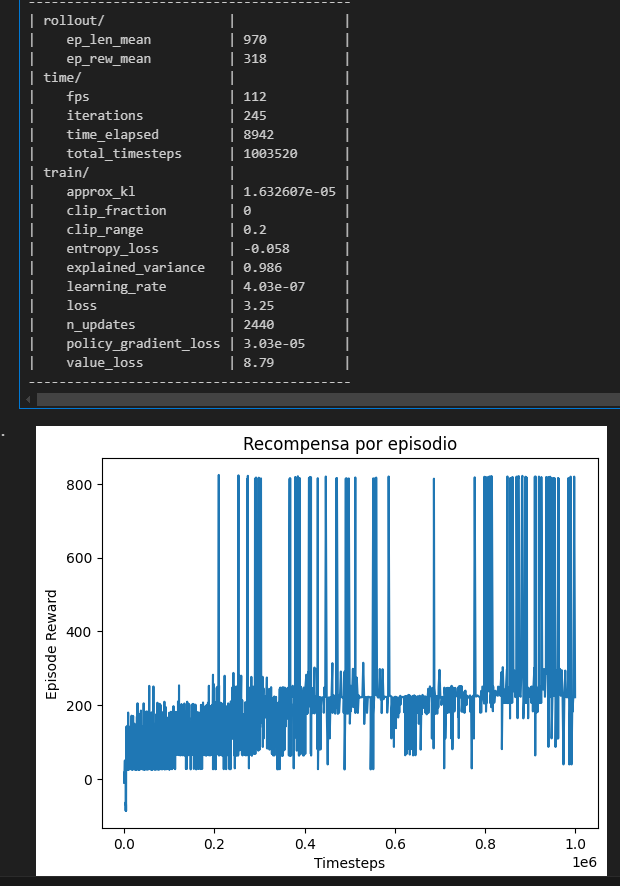 -----------------------------------------
| rollout/                |              |
|    ep_len_mean          | 970          |
|    ep_rew_mean          | 318          |
| time/                   |              |
|    fps                  | 112          |
|    iterations           | 245          |
|    time_elapsed         | 8942         |
|    total_timesteps      | 1003520      |
| train/                  |              |
|    approx_kl            | 1.632607e-05 |
|    clip_fraction        | 0            |
|    clip_range           | 0.2          |
|    entropy_loss         | -0.058       |
|    explained_variance   | 0.986        |
|    learning_rate        | 4.03e-07     |
|    loss                 | 3.25         |
|    n_updates            | 2440         |
|    policy_gradient_loss | 3.03e-05     |
|    value_loss           | 8.79         |
-----------------------------------------
Recompensa por episodio
Episode Reward
800
600
400
200
0
0.0 0.2 0.4 0.6 0.8 1.0
1e6
Timesteps